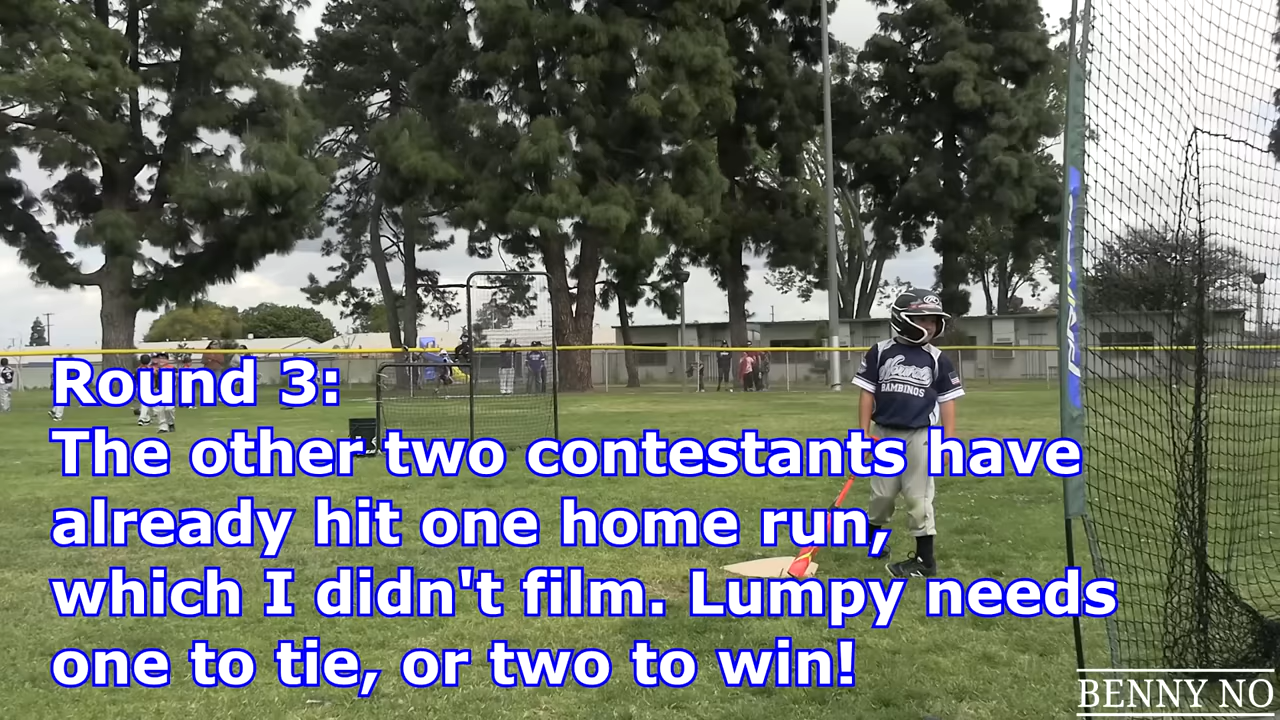 Round 3:
The other two contestants have
already hit one home run,
which I didn't film. Lumpy needs
one to tie, or two to win!
BAMBINOS
BENNY NO